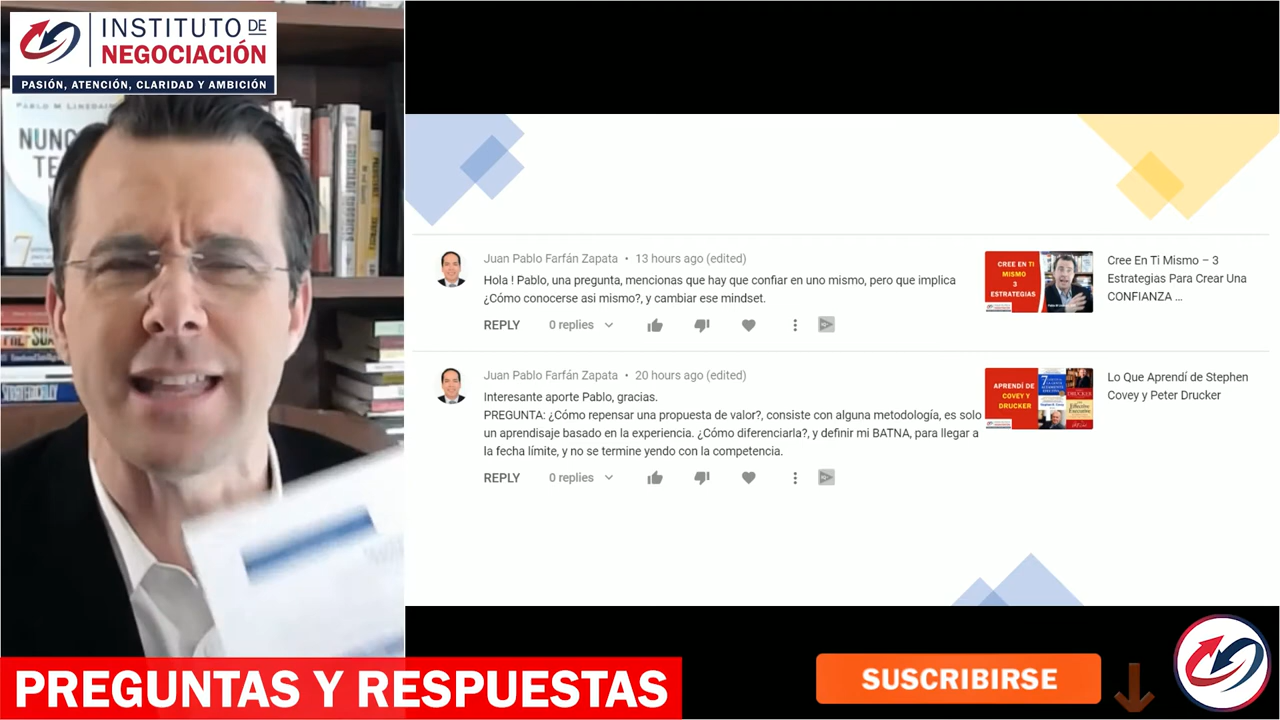 INSTITUTO DE
NEGOCIACIÓN
PASIÓN, ATENCIÓN, CLARIDAD Y AMBICIÓN
PABLO M LINZOAIN
NUNC
TE
7
Juan Pablo Farfán Zapata • 13 hours ago (edited)
Hola ! Pablo, una pregunta, mencionas que hay que confiar en uno mismo, pero que implica
¿Cómo conocerse asi mismo?, y cambiar ese mindset.
REPLY 0 replies
CREE EN TI
MISMO
3
ESTRATEGIAS
Cree En Ti Mismo – 3
Estrategias Para Crear Una
CONFIANZA ...
Juan Pablo Farfán Zapata • 20 hours ago (edited)
Interesante aporte Pablo, gracias.
PREGUNTA: ¿Cómo repensar una propuesta de valor?, contamos con alguna metodología, es solo
un aprendisaje basado en la experiencia. ¿Cómo diferenciarla?, y definir mi BATNA, para llegar a
la fecha límite, y no se termine yendo con la competencia.
REPLY 0 replies
APRENDÍ DE
COVEY Y
DRUCKER
Lo Que Aprendí de Stephen
Covey y Peter Drucker
PREGUNTAS Y RESPUESTAS
SUSCRIBIRSE